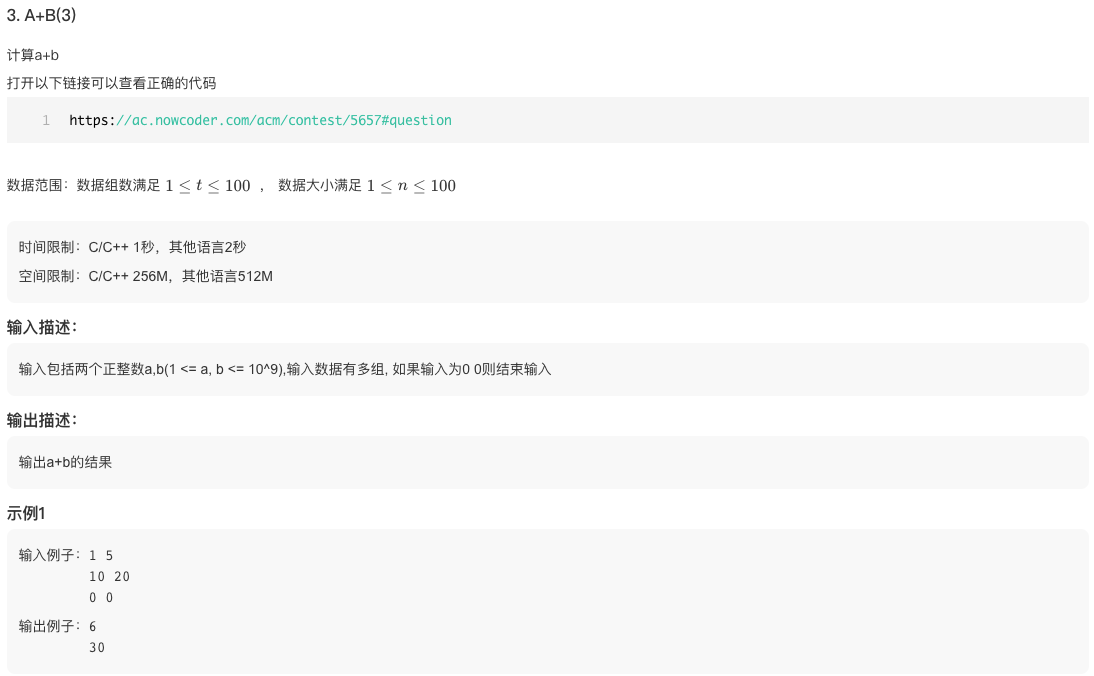 3. A+B(3)
计算a+b
打开以下链接可以查看正确的代码
1 https://ac.nowcoder.com/acm/contest/5657#question
数据范围：数据组数满足 1 ≤ t ≤ 100 ， 数据大小满足 1 ≤ n ≤ 100
时间限制：C/C++ 1秒，其他语言2秒
空间限制：C/C++ 256M，其他语言512M
输入描述：
输入包括两个正整数a,b(1 <= a, b <= 10^9),输入数据有多组, 如果输入为0 0则结束输入
输出描述：
输出a+b的结果
示例1
输入例子：1 5
10 20
0 0
输出例子：6
30